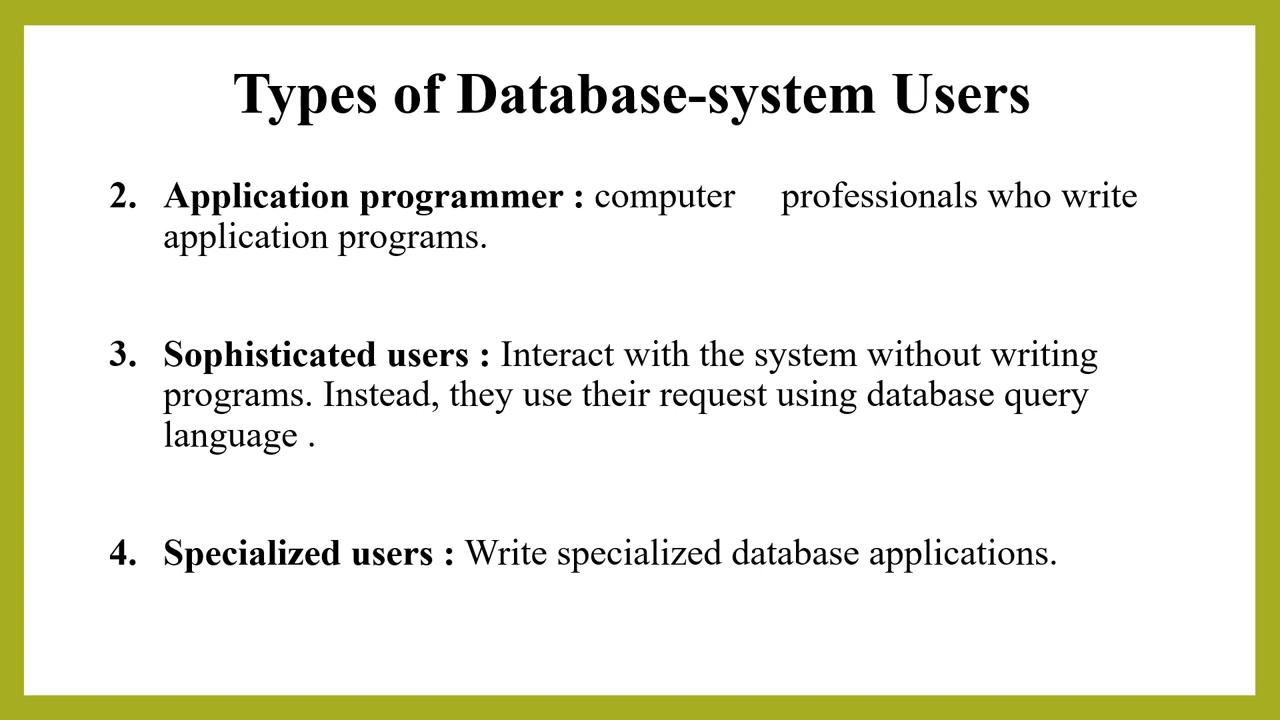 Types of Database-system Users
2. Application programmer : computer professionals who write
application programs.
3. Sophisticated users : Interact with the system without writing
programs. Instead, they use their request using database query
language .
4. Specialized users : Write specialized database applications.